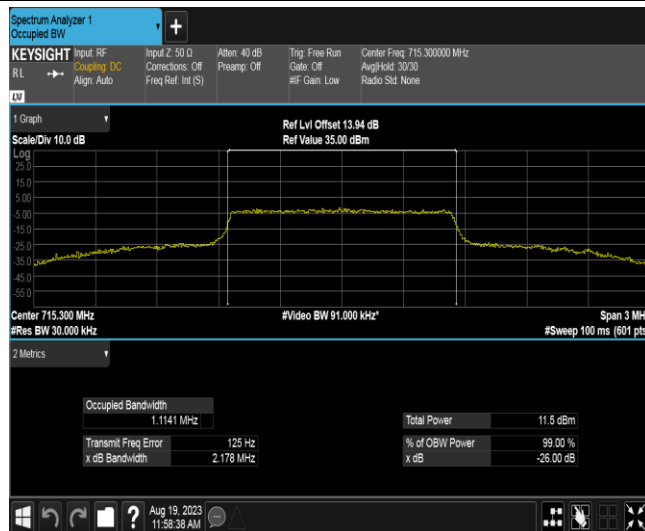 Spectrum Analyzer 1
Occupied BW
+
KEYSIGHT
RL
LXI
Input: RF
Coupling: DC
Align: Auto
Input Z: 50 Ω
Corrections: Off
Freq Ref: Int (S)
Atten: 40 dB
Preamp: Off
Trig: Free Run
Gate: Off
#IF Gain: Low
Center Freq: 715.300000 MHz
Avg|Hold: 30/30
Radio Std: None
1 Graph
Scale/Div 10.0 dB
Ref Lvl Offset 13.94 dB
Ref Value 35.00 dBm
Log
25.0
15.0
5.00
-5.00
-15.0
-25.0
-35.0
-45.0
-55.0
Center 715.300 MHz
#Res BW 30.000 kHz
#Video BW 91.000 kHz*
Span 3 MH
#Sweep 100 ms (601 pts
2 Metrics
Occupied Bandwidth
1.1141 MHz
Transmit Freq Error 125 Hz
x dB Bandwidth 2.178 MHz
Total Power 11.5 dBm
% of OBW Power 99.00 %
x dB -26.00 dB
?
Aug 19, 2023
11:58:38 AM